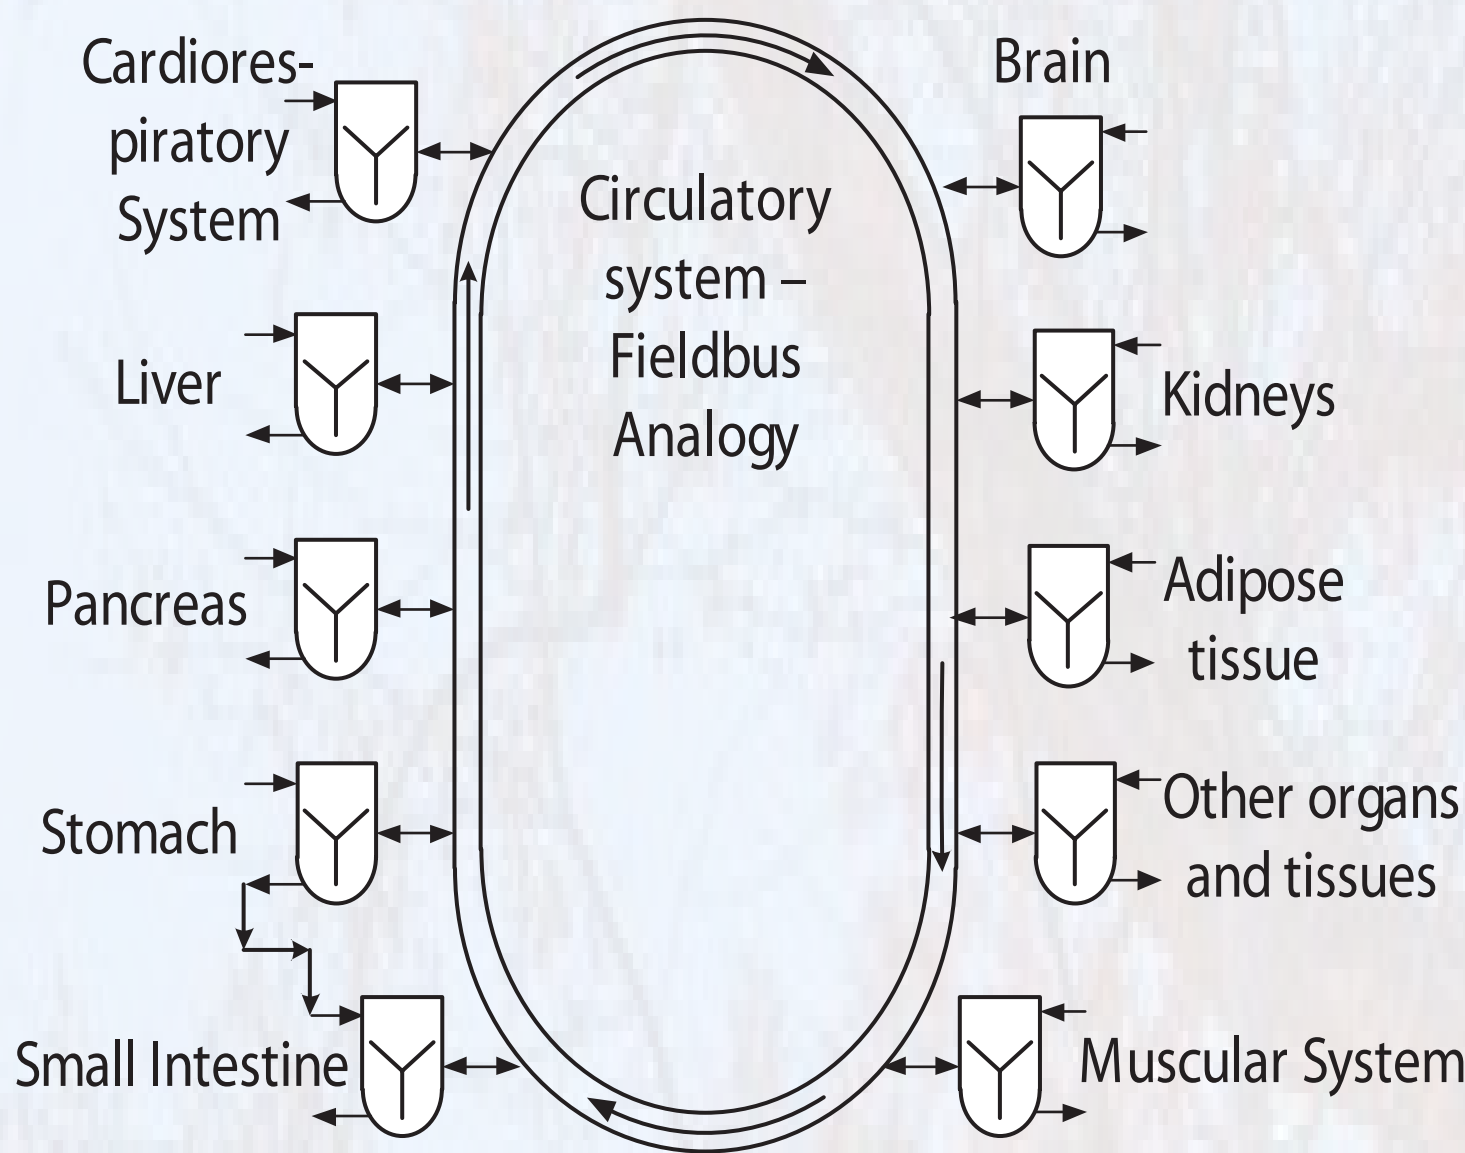 Cardiores-
piratory
System
Brain
Circulatory
system –
Fieldbus
Analogy
Liver
Kidneys
Pancreas
Adipose
tissue
Stomach
Other organs
and tissues
Small Intestine
Muscular System